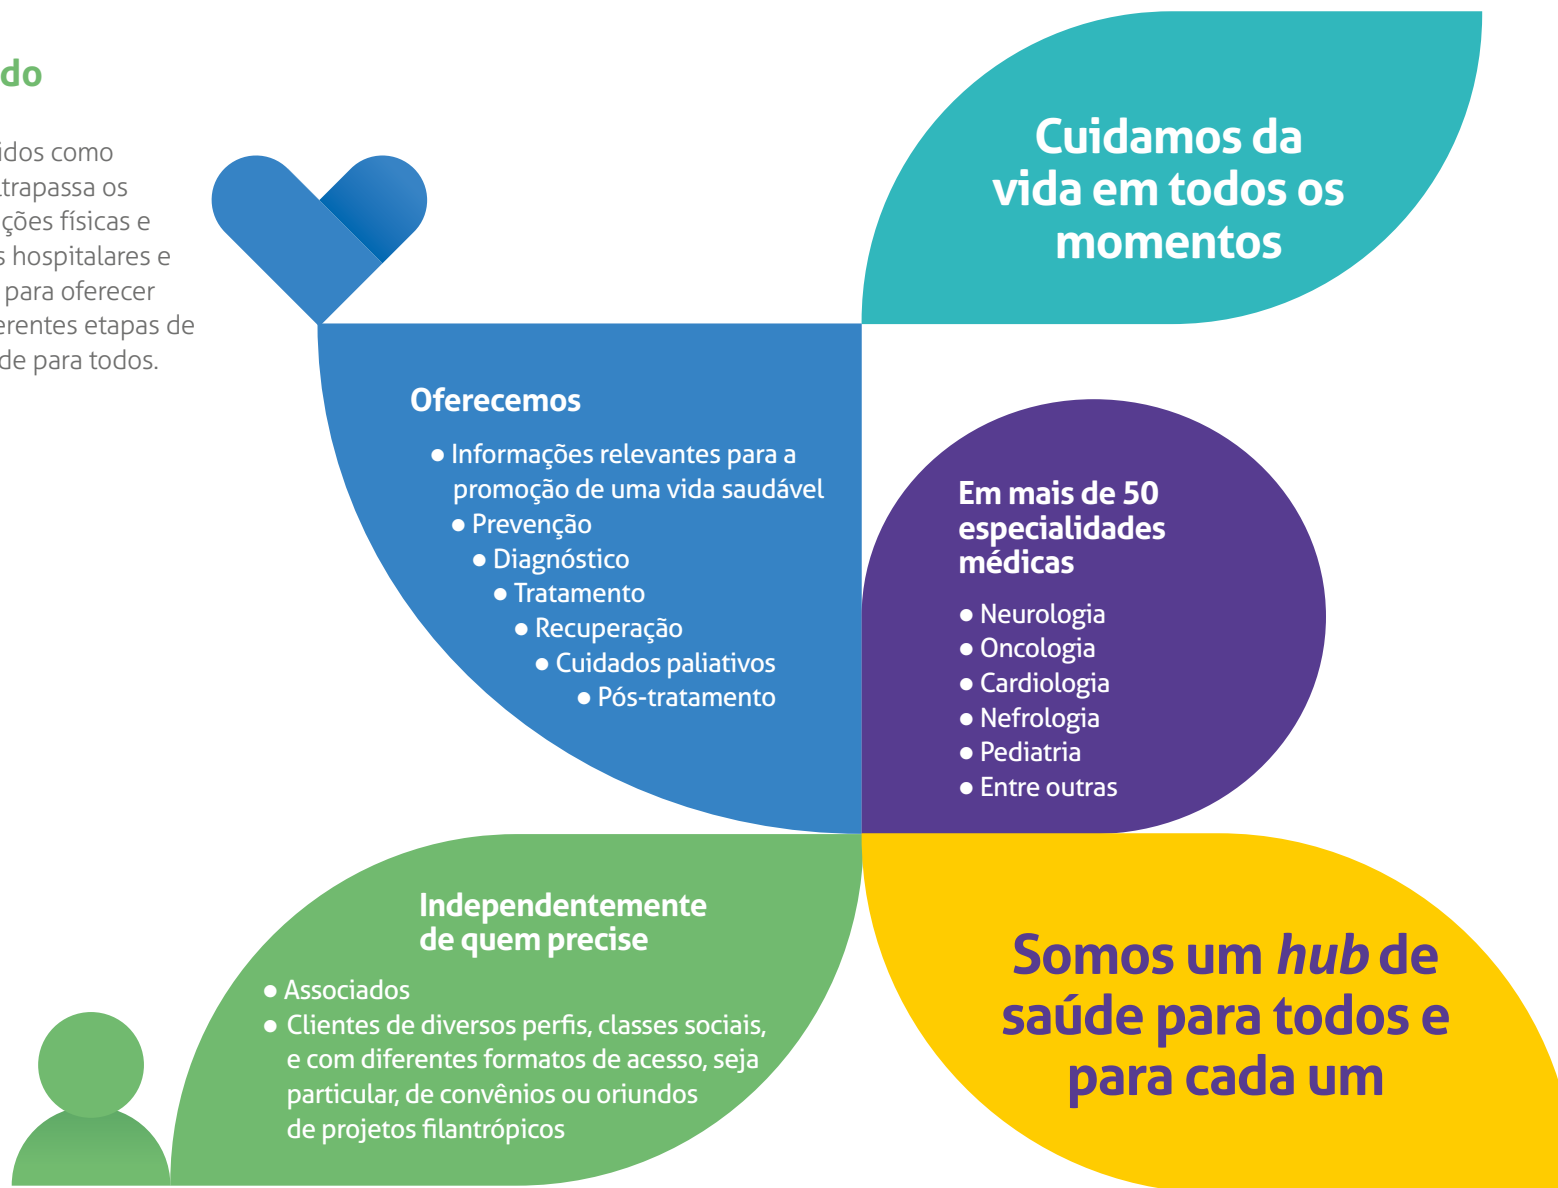 do
idos como
trapassa os
ções físicas e
s hospitalares e
para oferecer
erentes etapas de
de para todos.
Cuidamos da
vida em todos os
momentos
Oferecemos
● Informações relevantes para a
promoção de uma vida saudável
● Prevenção
● Diagnóstico
● Tratamento
● Recuperação
● Cuidados paliativos
● Pós-tratamento
Em mais de 50
especialidades
médicas
● Neurologia
● Oncologia
● Cardiologia
● Nefrologia
● Pediatria
● Entre outras
Independentemente
de quem precise
● Associados
● Clientes de diversos perfis, classes sociais,
e com diferentes formatos de acesso, seja
particular, de convênios ou oriundos
de projetos filantrópicos
Somos um hub de
saúde para todos e
para cada um